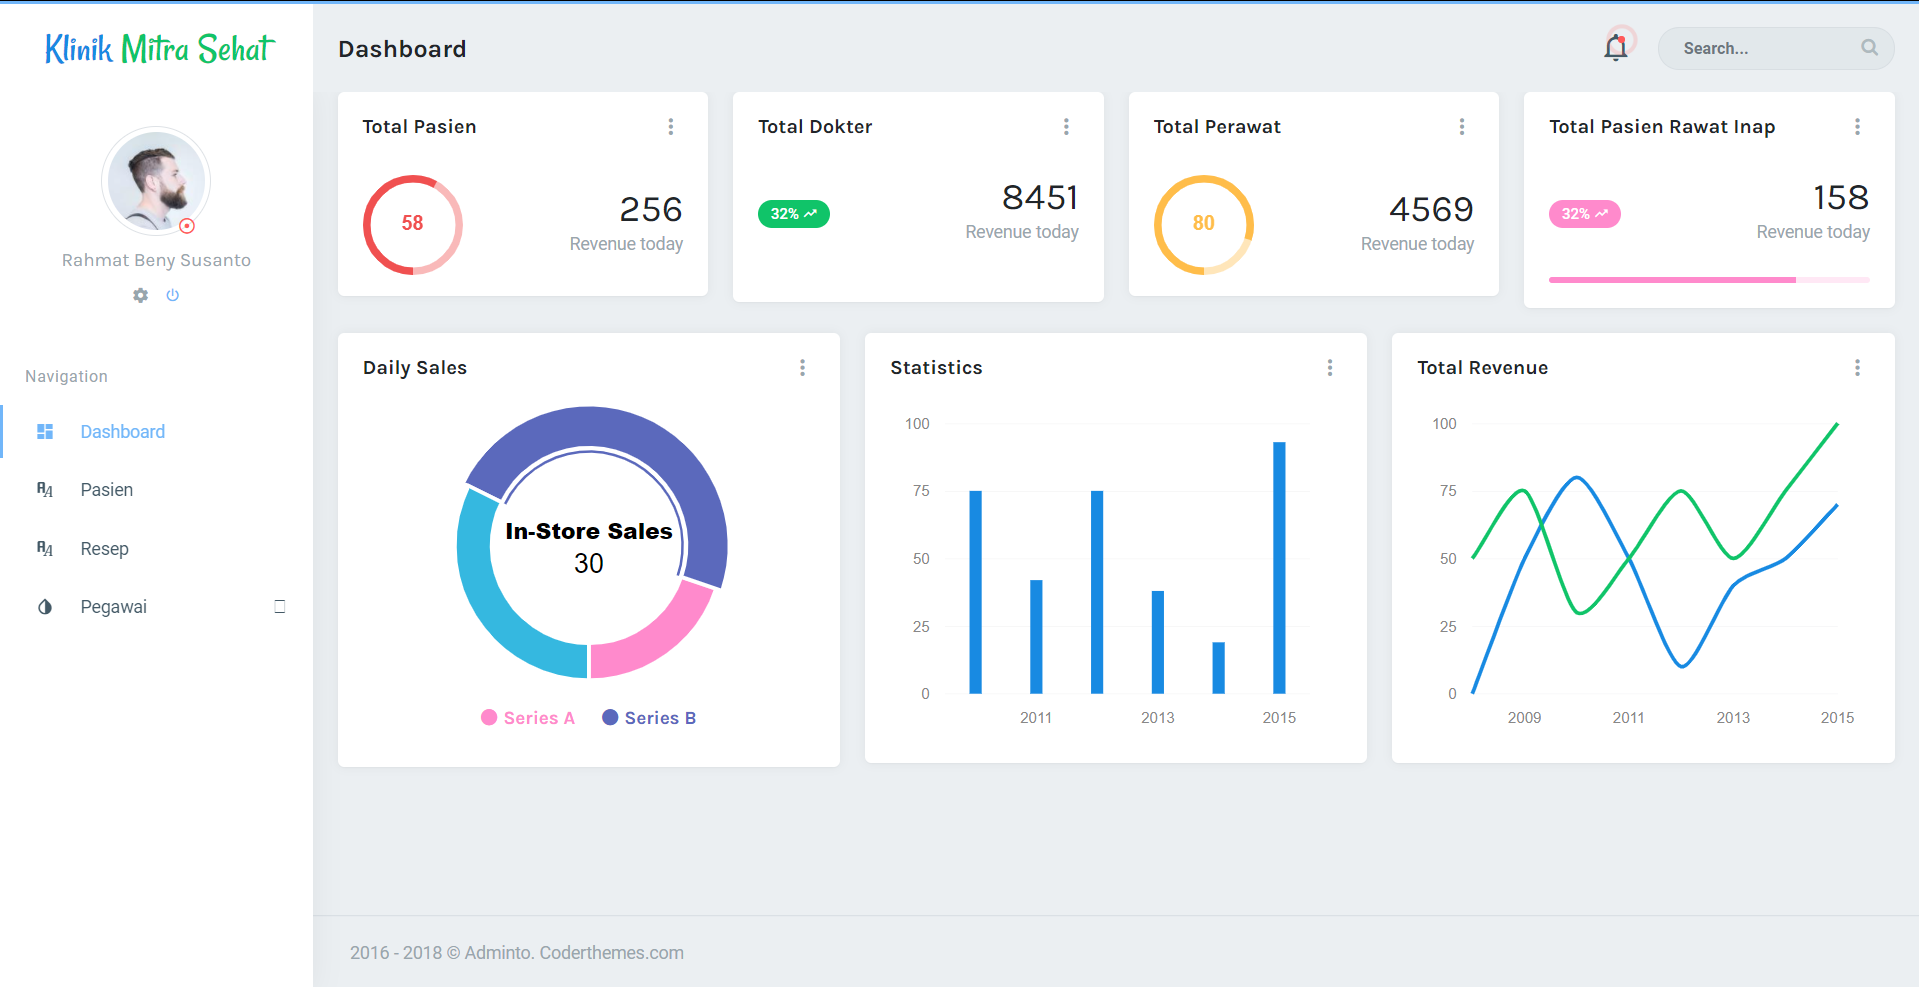 Klinik Mitra Sehat
Rahmat Beny Susanto
Navigation
Dashboard
Pasien
Resep
Pegawai
Dashboard
Search...
Total Pasien
58
256
Revenue today
Total Dokter
32%
8451
Revenue today
Total Perawat
80
4569
Revenue today
Total Pasien Rawat Inap
32%
158
Revenue today
Daily Sales
In-Store Sales
30
Series A
Series B
Statistics
100
75
50
25
0
2011
2013
2015
Total Revenue
100
75
50
25
0
2009
2011
2013
2015
2016 - 2018 © Adminto. Coderthemes.com